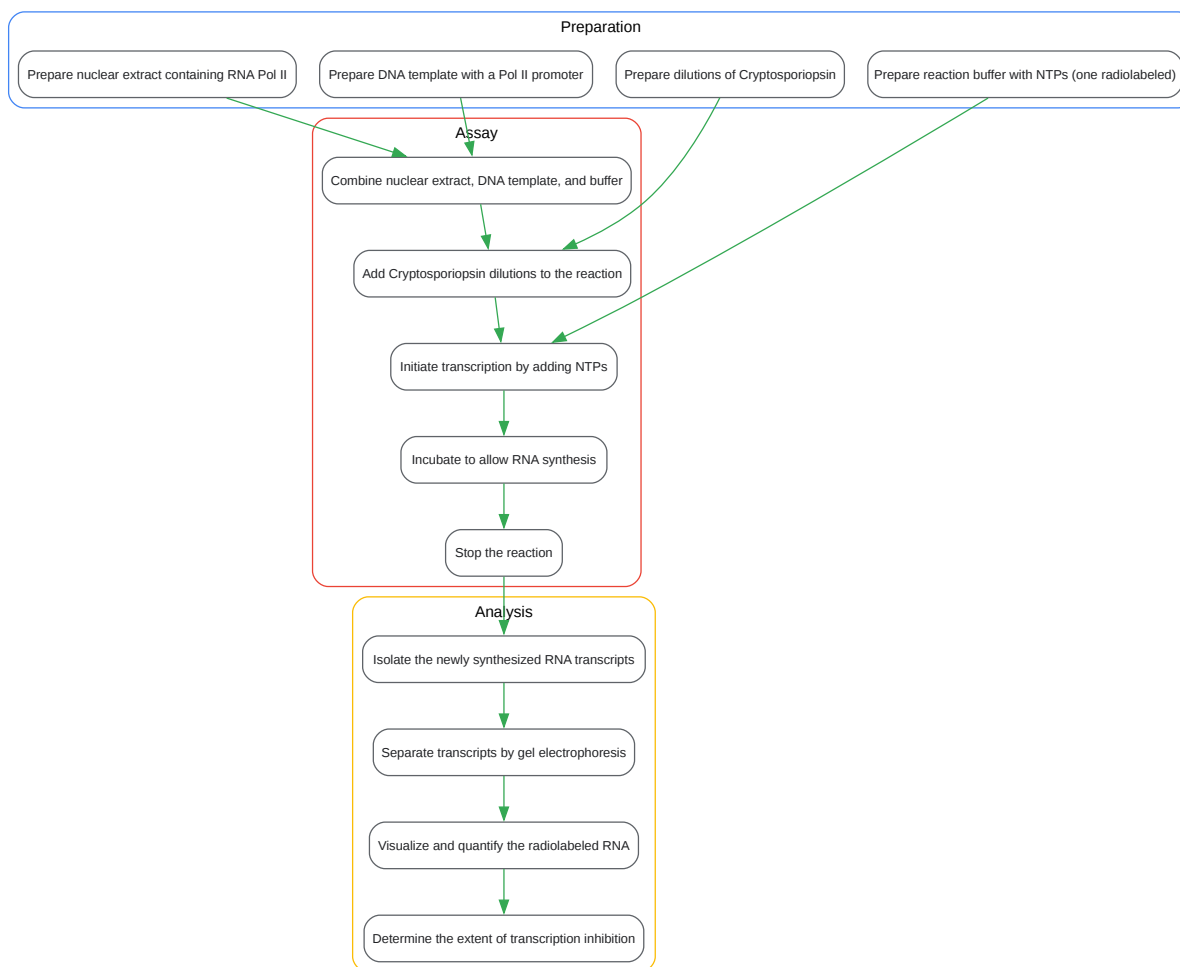 Preparation
Prepare nuclear extract containing RNA Pol II
Prepare DNA template with a Pol II promoter
Prepare dilutions of Cryptosporiopsin
Prepare reaction buffer with NTPs (one radiolabeled)
Assay
Combine nuclear extract, DNA template, and buffer
Add Cryptosporiopsin dilutions to the reaction
Initiate transcription by adding NTPs
Incubate to allow RNA synthesis
Stop the reaction
Analysis
Isolate the newly synthesized RNA transcripts
Separate transcripts by gel electrophoresis
Visualize and quantify the radiolabeled RNA
Determine the extent of transcription inhibition